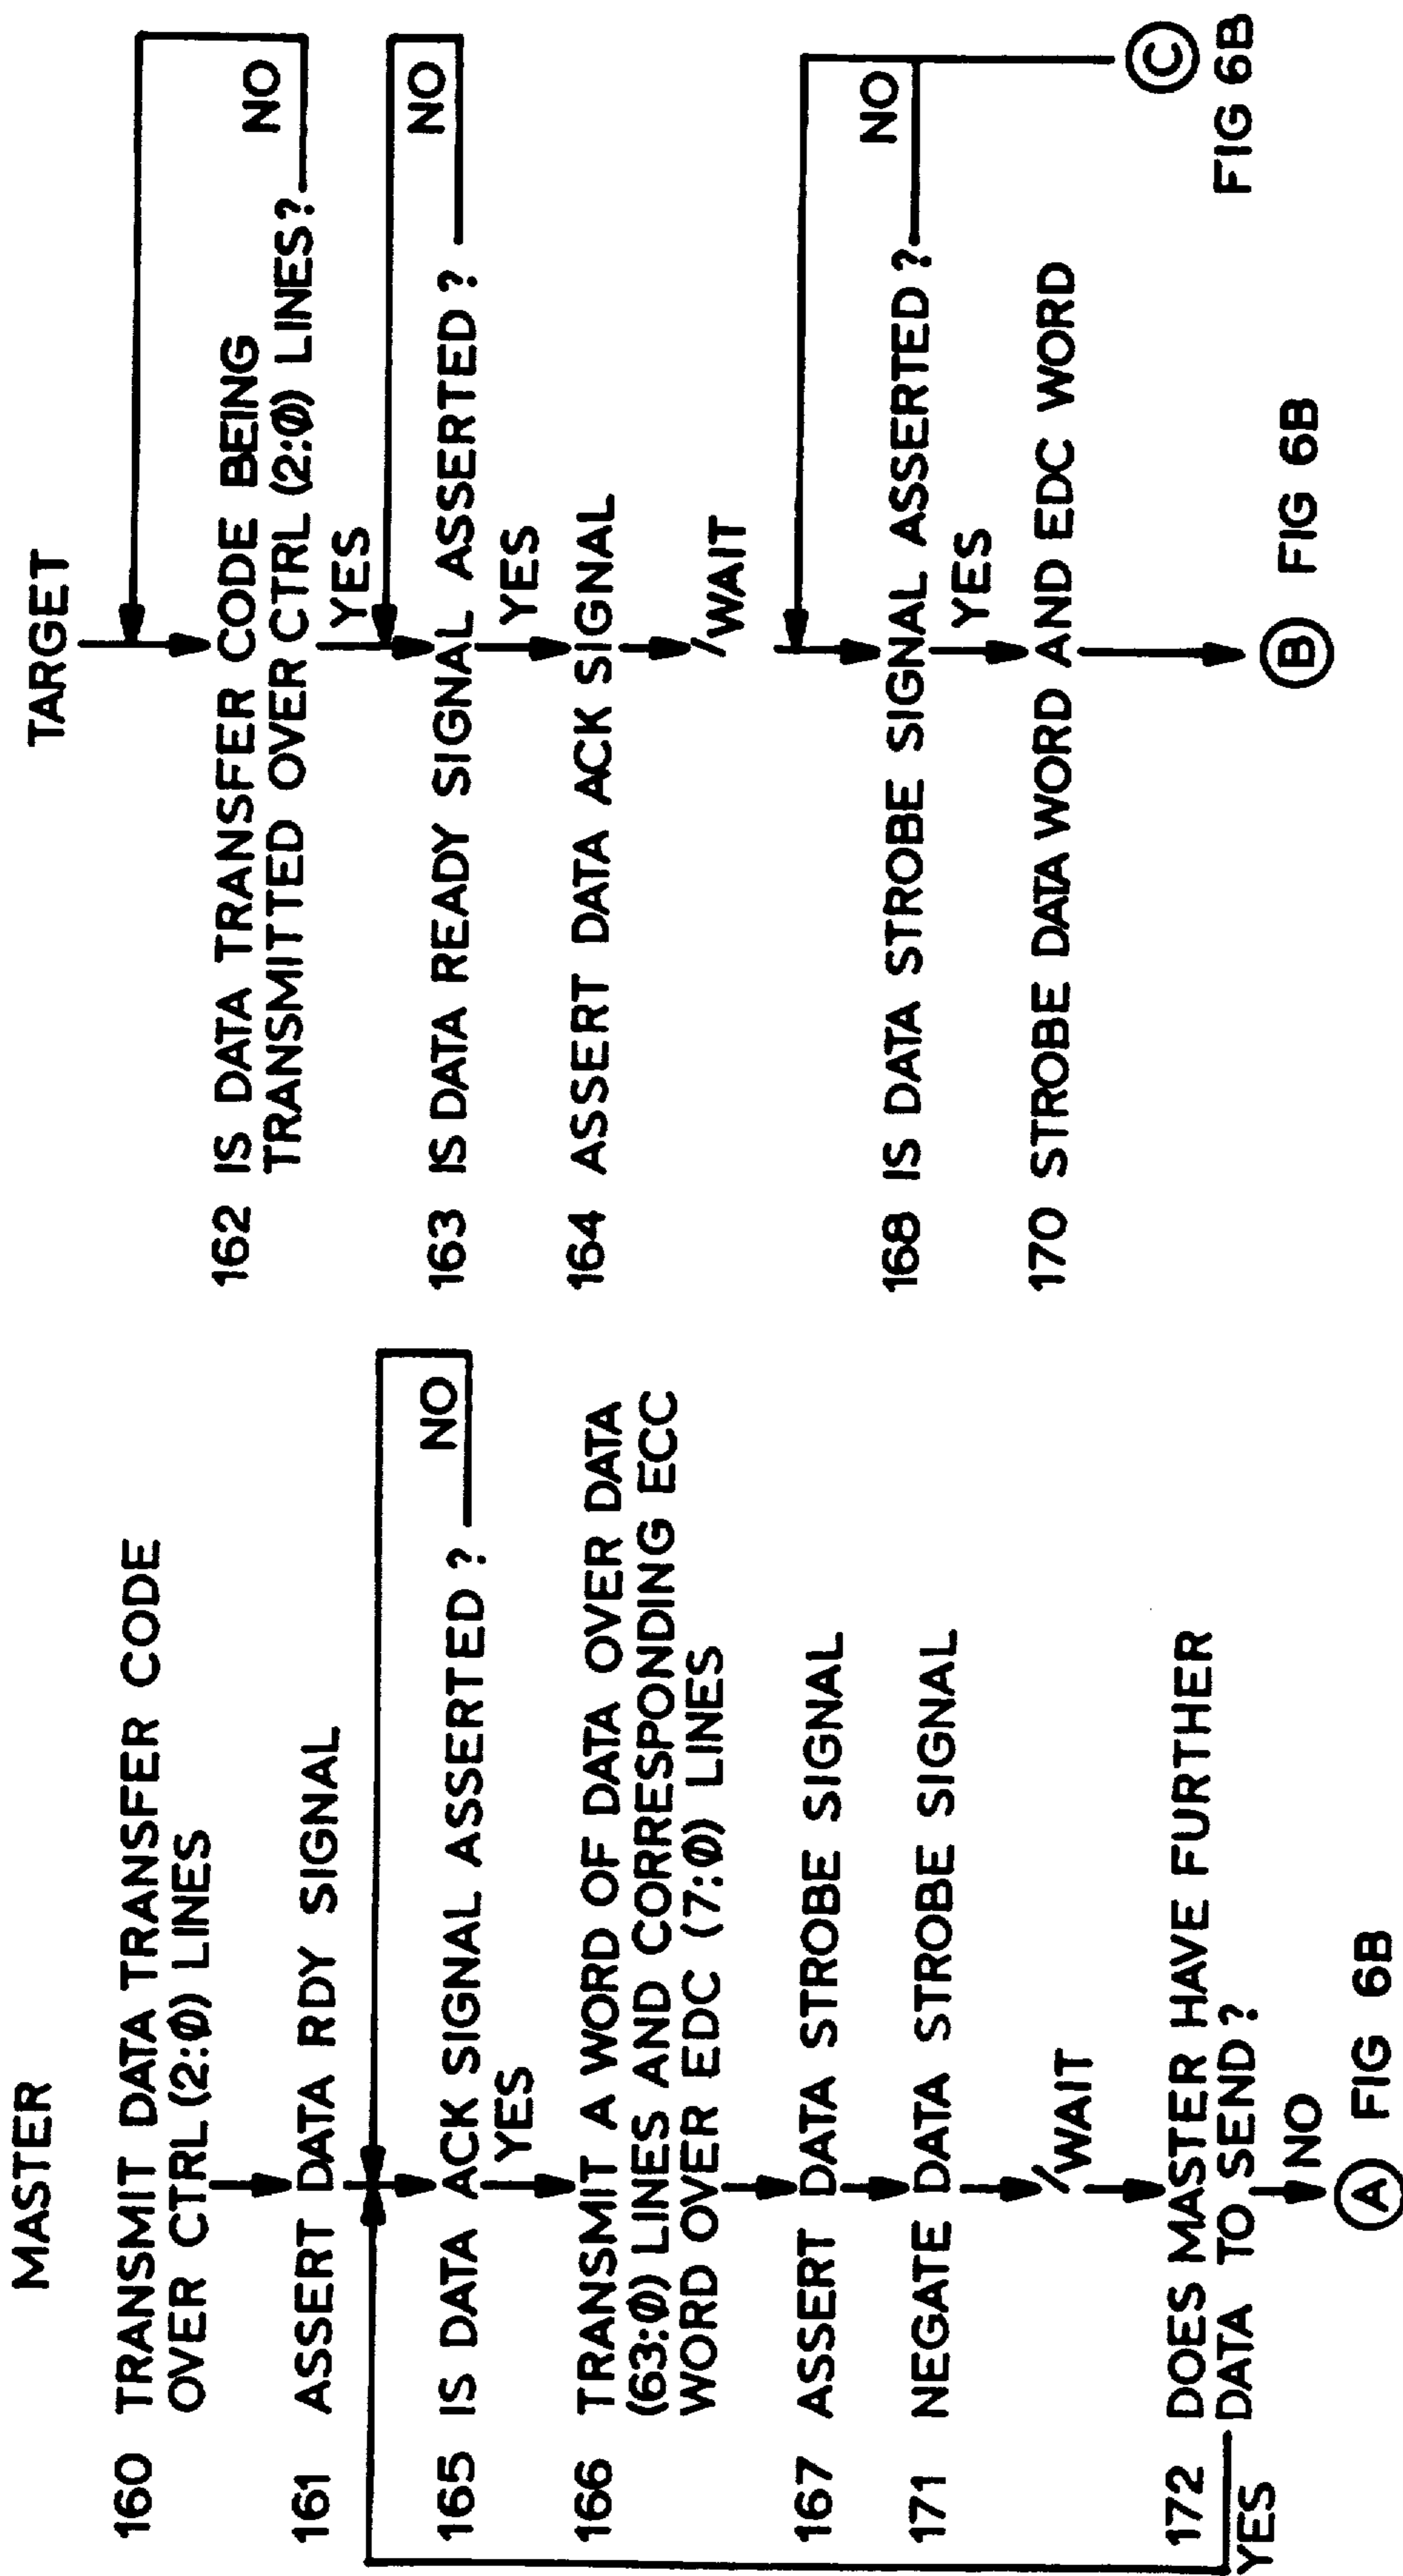 MASTER
160 TRANSMIT DATA TRANSFER CODE
OVER CTRL (2:0) LINES
161 ASSERT DATA RDY SIGNAL
165 IS DATA ACK SIGNAL ASSERTED ?
NO
YES
166 TRANSMIT A WORD OF DATA OVER DATA
(63:0) LINES AND CORRESPONDING ECC
WORD OVER EDC (7:0) LINES
167 ASSERT DATA STROBE SIGNAL
171 NEGATE DATA STROBE SIGNAL
/WAIT
172 DOES MASTER HAVE FURTHER
DATA TO SEND ?
YES
NO
A FIG 6B
TARGET
162 IS DATA TRANSFER CODE BEING
TRANSMITTED OVER CTRL (2:0) LINES?
NO
YES
163 IS DATA READY SIGNAL ASSERTED ?
NO
YES
164 ASSERT DATA ACK SIGNAL
/WAIT
168 IS DATA STROBE SIGNAL ASSERTED ?
NO
YES
170 STROBE DATA WORD AND EDC WORD
B FIG 6B
C
FIG 6B